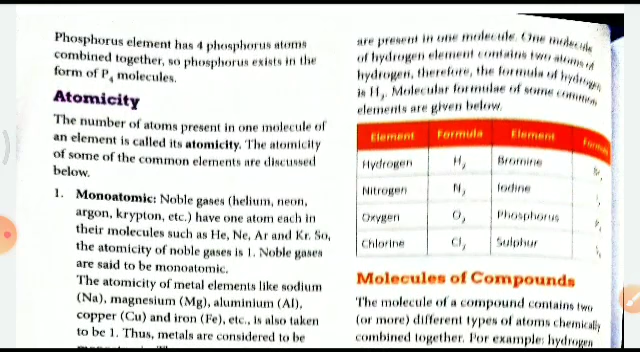 Phosphorus element has 4 phosphorus atoms
combined together, so phosphorus exists in the
form of P₄ molecules.
Atomicity
The number of atoms present in one molecule of
an element is called its atomicity. The atomicity
of some of the common elements are discussed
below.
1. Monoatomic: Noble gases (helium, neon,
argon, krypton, etc.) have one atom each in
their molecules such as He, Ne, Ar and Kr. So,
the atomicity of noble gases is 1. Noble gases
are said to be monoatomic.
The atomicity of metal elements like sodium
(Na), magnesium (Mg), aluminium (Al),
copper (Cu) and iron (Fe), etc., is also taken
to be 1. Thus, metals are considered to be
are present in one molecule. One molecule
of hydrogen element contains two atoms of
hydrogen, therefore, the formula of hydrogen
is H₂. Molecular formulae of some common
elements are given below.
Element Formula Element
Hydrogen H₂ Bromine
Nitrogen N₂ Iodine
Oxygen O₂ Phosphorus
Chlorine Cl₂ Sulphur
Molecules of Compounds
The molecule of a compound contains two
(or more) different types of atoms chemically
combined together. For example: hydrogen